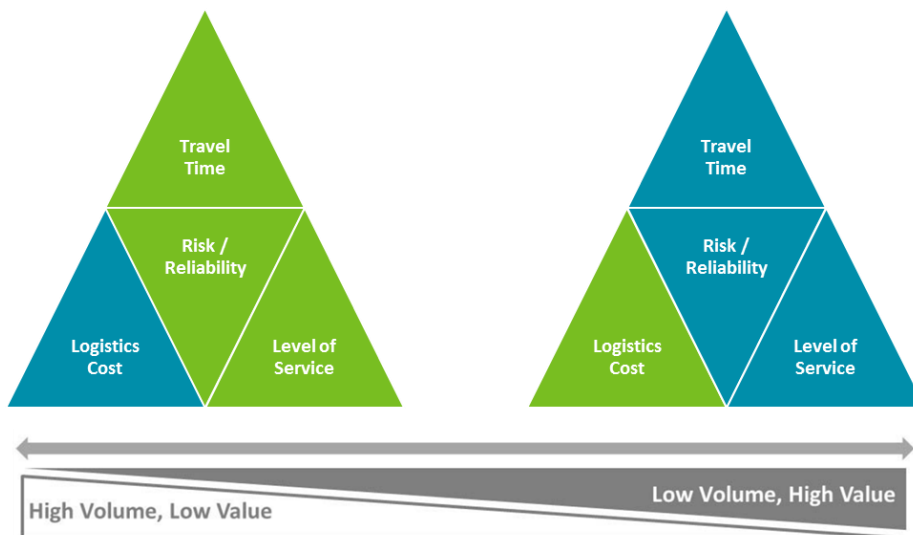 Travel
Time
Risk /
Reliability
Logistics
Cost
Level of
Service
Travel
Time
Risk /
Reliability
Logistics
Cost
Level of
Service
High Volume, Low Value
Low Volume, High Value